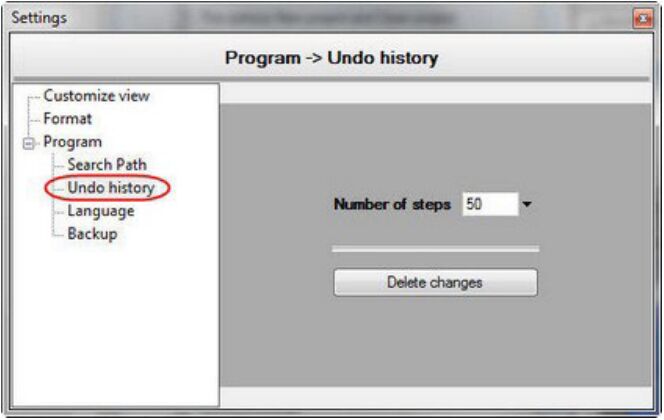 Settings
Program -> Undo history
Customize view
Format
Program
Search Path
Undo history
Language
Backup
Number of steps 50
Delete changes